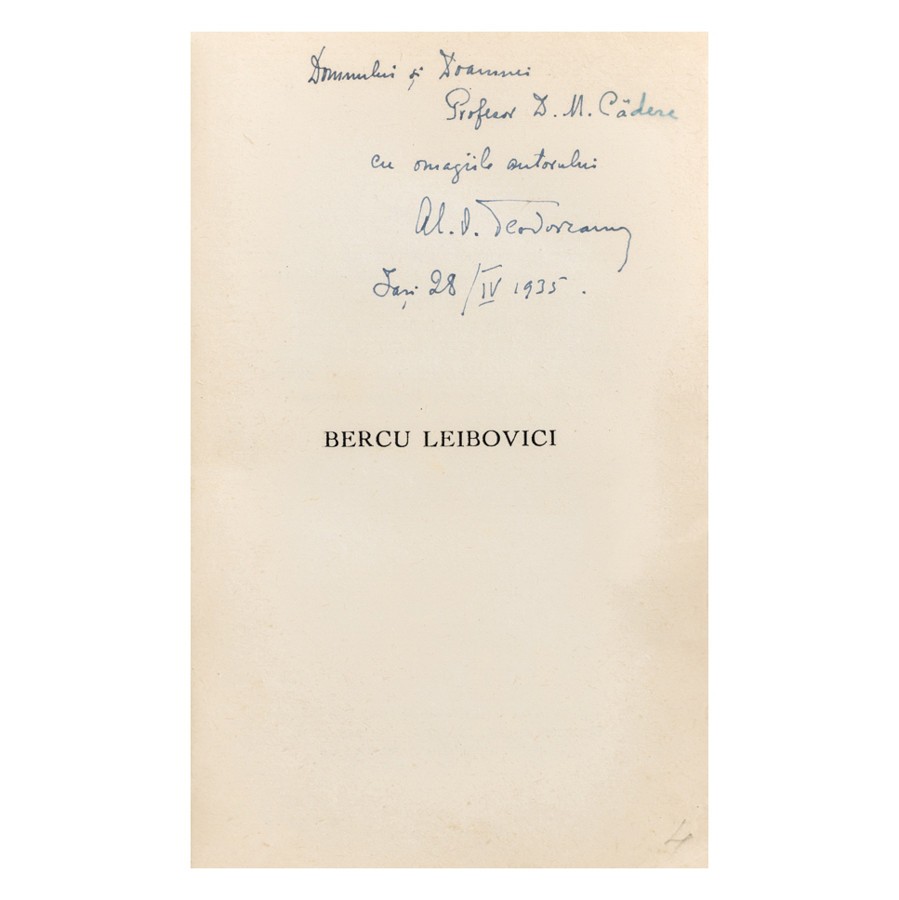 Domnului și Doamnei
Profesor D. M. Cădere
cu omagiile autorului
Al. O. Teodoreanu
Iași 28/IV 1935.
BERCU LEIBOVICI
4